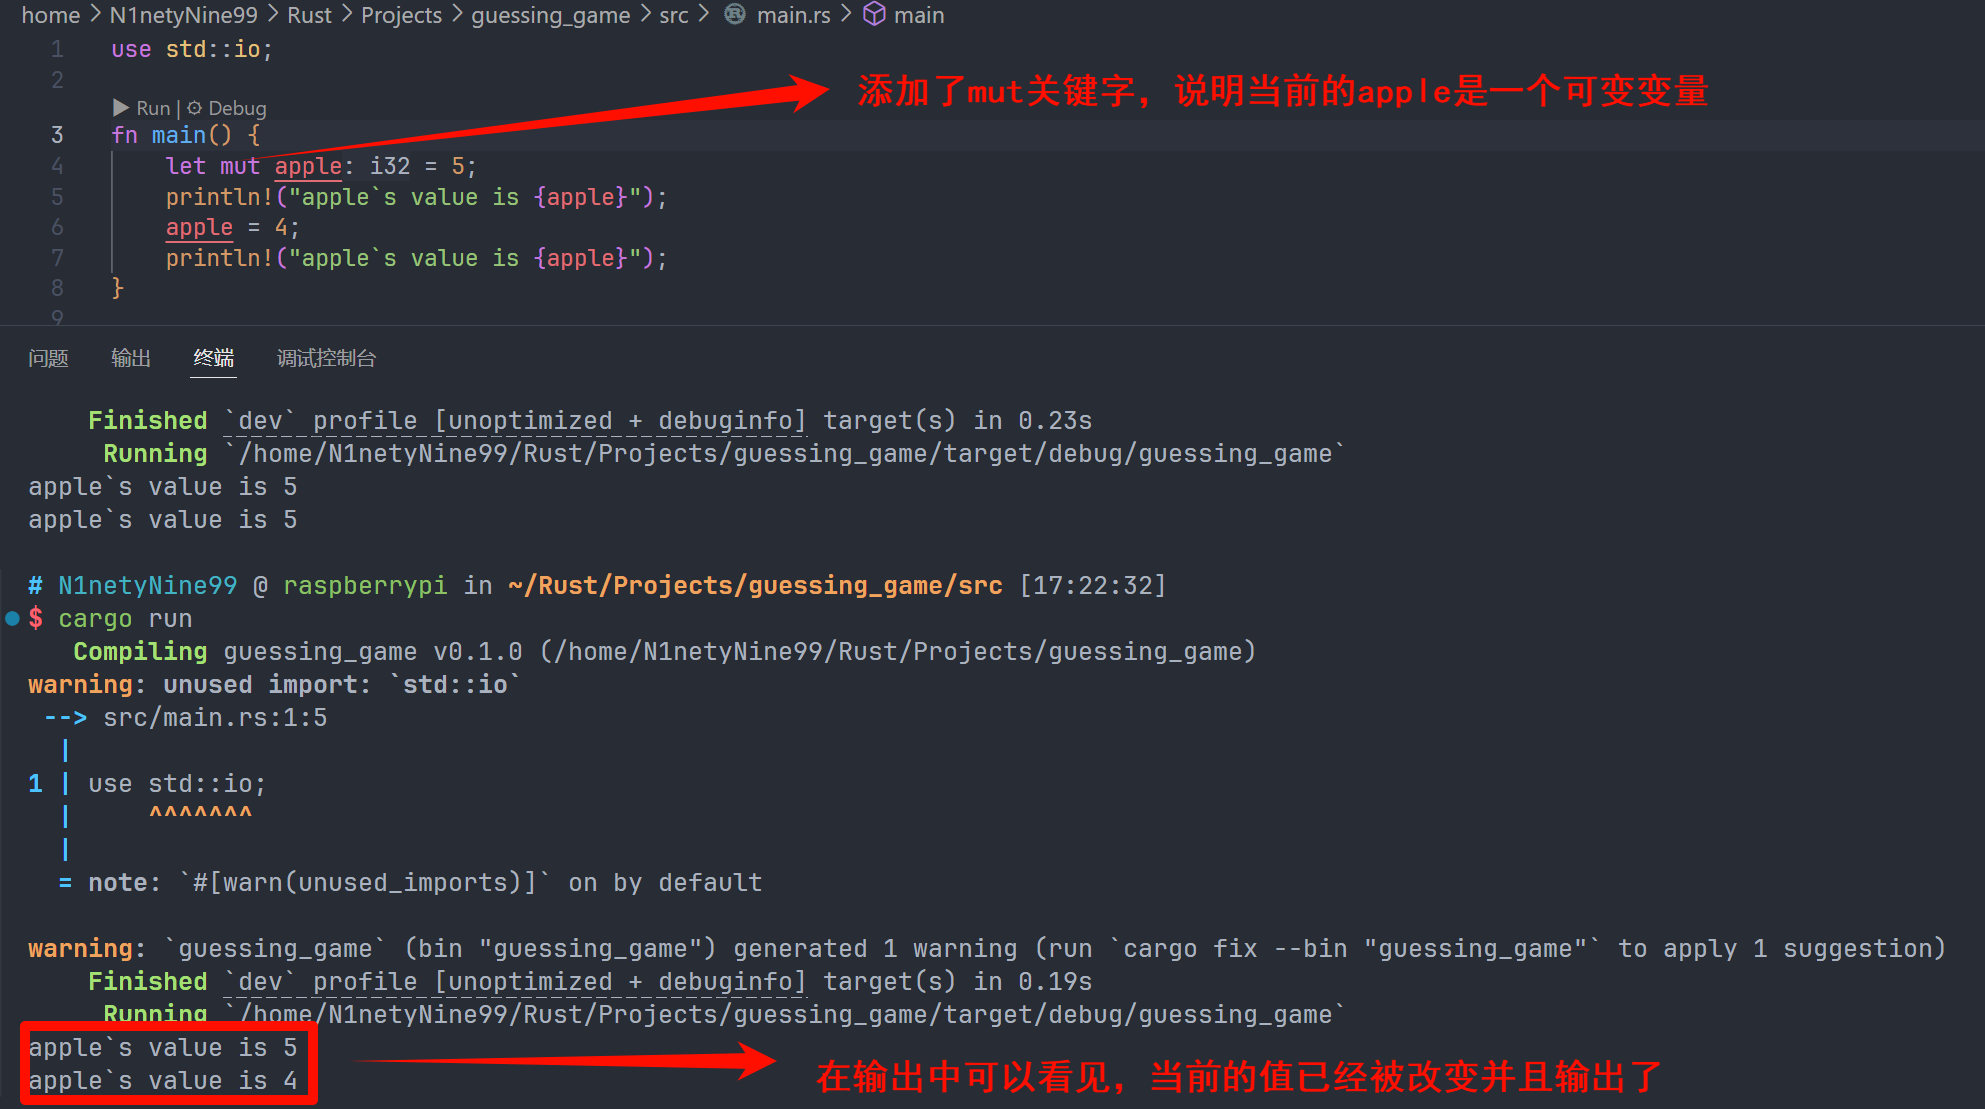 home > N1netyNine99 > Rust > Projects > guessing_game > src > main.rs > main
1 use std::io;
2
添加了mut关键字，说明当前的apple是一个可变变量
Run | Debug
3 fn main() {
4     let mut apple: i32 = 5;
5     println!("apple`s value is {apple}");
6     apple = 4;
7     println!("apple`s value is {apple}");
8 }
9
问题 输出 终端 调试控制台
Finished `dev` profile [unoptimized + debuginfo] target(s) in 0.23s
Running `/home/N1netyNine99/Rust/Projects/guessing_game/target/debug/guessing_game`
apple`s value is 5
apple`s value is 5
# N1netyNine99 @ raspberrypi in ~/Rust/Projects/guessing_game/src [17:22:32]
$ cargo run
Compiling guessing_game v0.1.0 (/home/N1netyNine99/Rust/Projects/guessing_game)
warning: unused import: `std::io`
--> src/main.rs:1:5
|
1 | use std::io;
|     ^^^^^^^
|
= note: `#[warn(unused_imports)]` on by default
warning: `guessing_game` (bin "guessing_game") generated 1 warning (run `cargo fix --bin "guessing_game"` to apply 1 suggestion)
Finished `dev` profile [unoptimized + debuginfo] target(s) in 0.19s
Running `/home/N1netyNine99/Rust/Projects/guessing_game/target/debug/guessing_game`
apple`s value is 5
apple`s value is 4
在输出中可以看见，当前的值已经被改变并且输出了